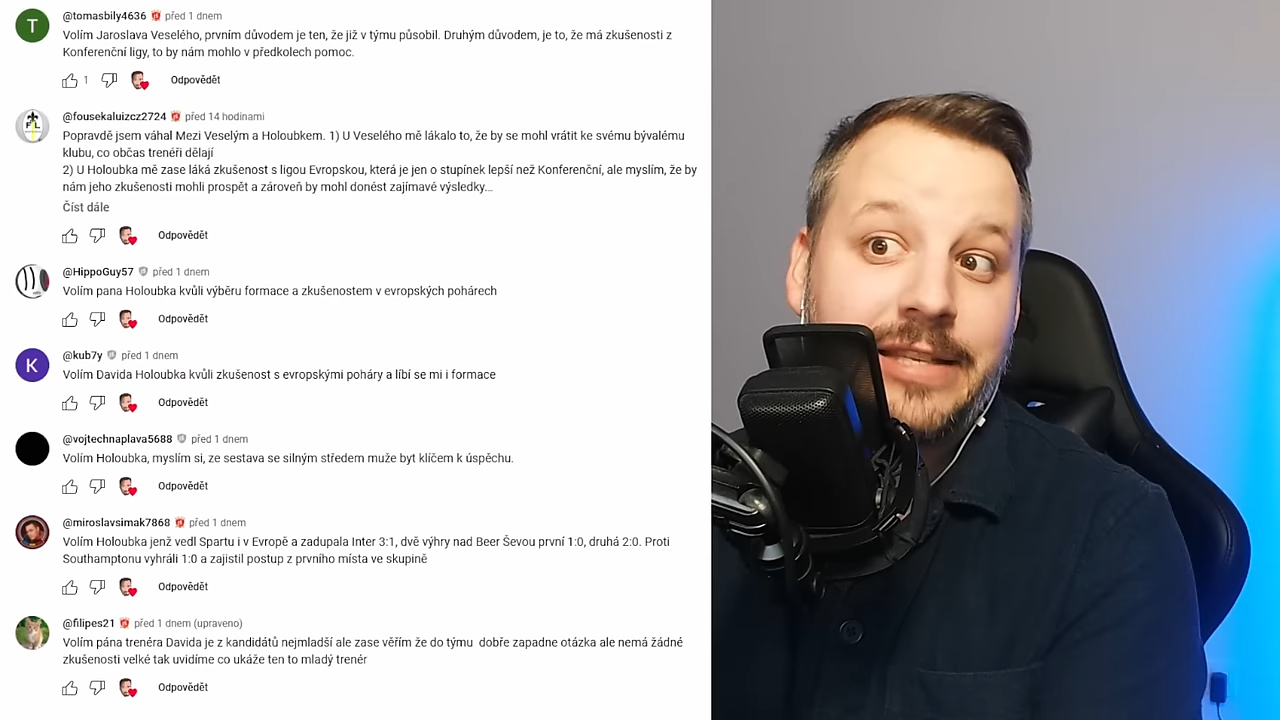 @tomasbily4636 před 1 dnem
Volím Jaroslava Veselého, prvním důvodem je ten, že již v týmu působil. Druhým důvodem, je to, že má zkušenosti z
Konferenční ligy, to by nám mohlo v předkolech pomoc.
1 Odpovědět
@fousekaluizcz2724 před 14 hodinami
Popravdě jsem váhal Mezi Veselým a Holoubkem. 1) U Veselého mě lákalo to, že by se mohl vrátit ke svému bývalému
klubu, co občas trenéři dělají
2) U Holoubka mě zase láká zkušenost s ligou Evropskou, která je jen o stupínek lepší než Konferenční, ale myslím, že by
nám jeho zkušenosti mohli prospět a zároveň by mohl donést zajímavé výsledky...
Číst dále
Odpovědět
@HippoGuy57 před 1 dnem
Volím pana Holoubka kvůli výběru formace a zkušenostem v evropských pohárech
Odpovědět
K
@kub7y před 1 dnem
Volím Davida Holoubka kvůli zkušenost s evropskými poháry a líbí se mi i formace
Odpovědět
@vojtechnaplava5688 před 1 dnem
Volím Holoubka, myslím si, ze sestava se silným středem muže byt klíčem k úspěchu.
Odpovědět
@miroslavsimak7868 před 1 dnem
Volím Holoubka jenž vedl Spartu i v Evropě a zadupala Inter 3:1, dvě výhry nad Beer Ševou první 1:0, druhá 2:0. Proti
Southamptonu vyhráli 1:0 a zajistil postup z prvního místa ve skupině
Odpovědět
@filipes21 před 1 dnem (upraveno)
Volím pána trenéra Davida je z kandidátů nejmladší ale zase věřím že do týmu  dobře zapadne otázka ale nemá žádné
zkušenosti velké tak uvidíme co ukáže ten to mladý trenér
Odpovědět